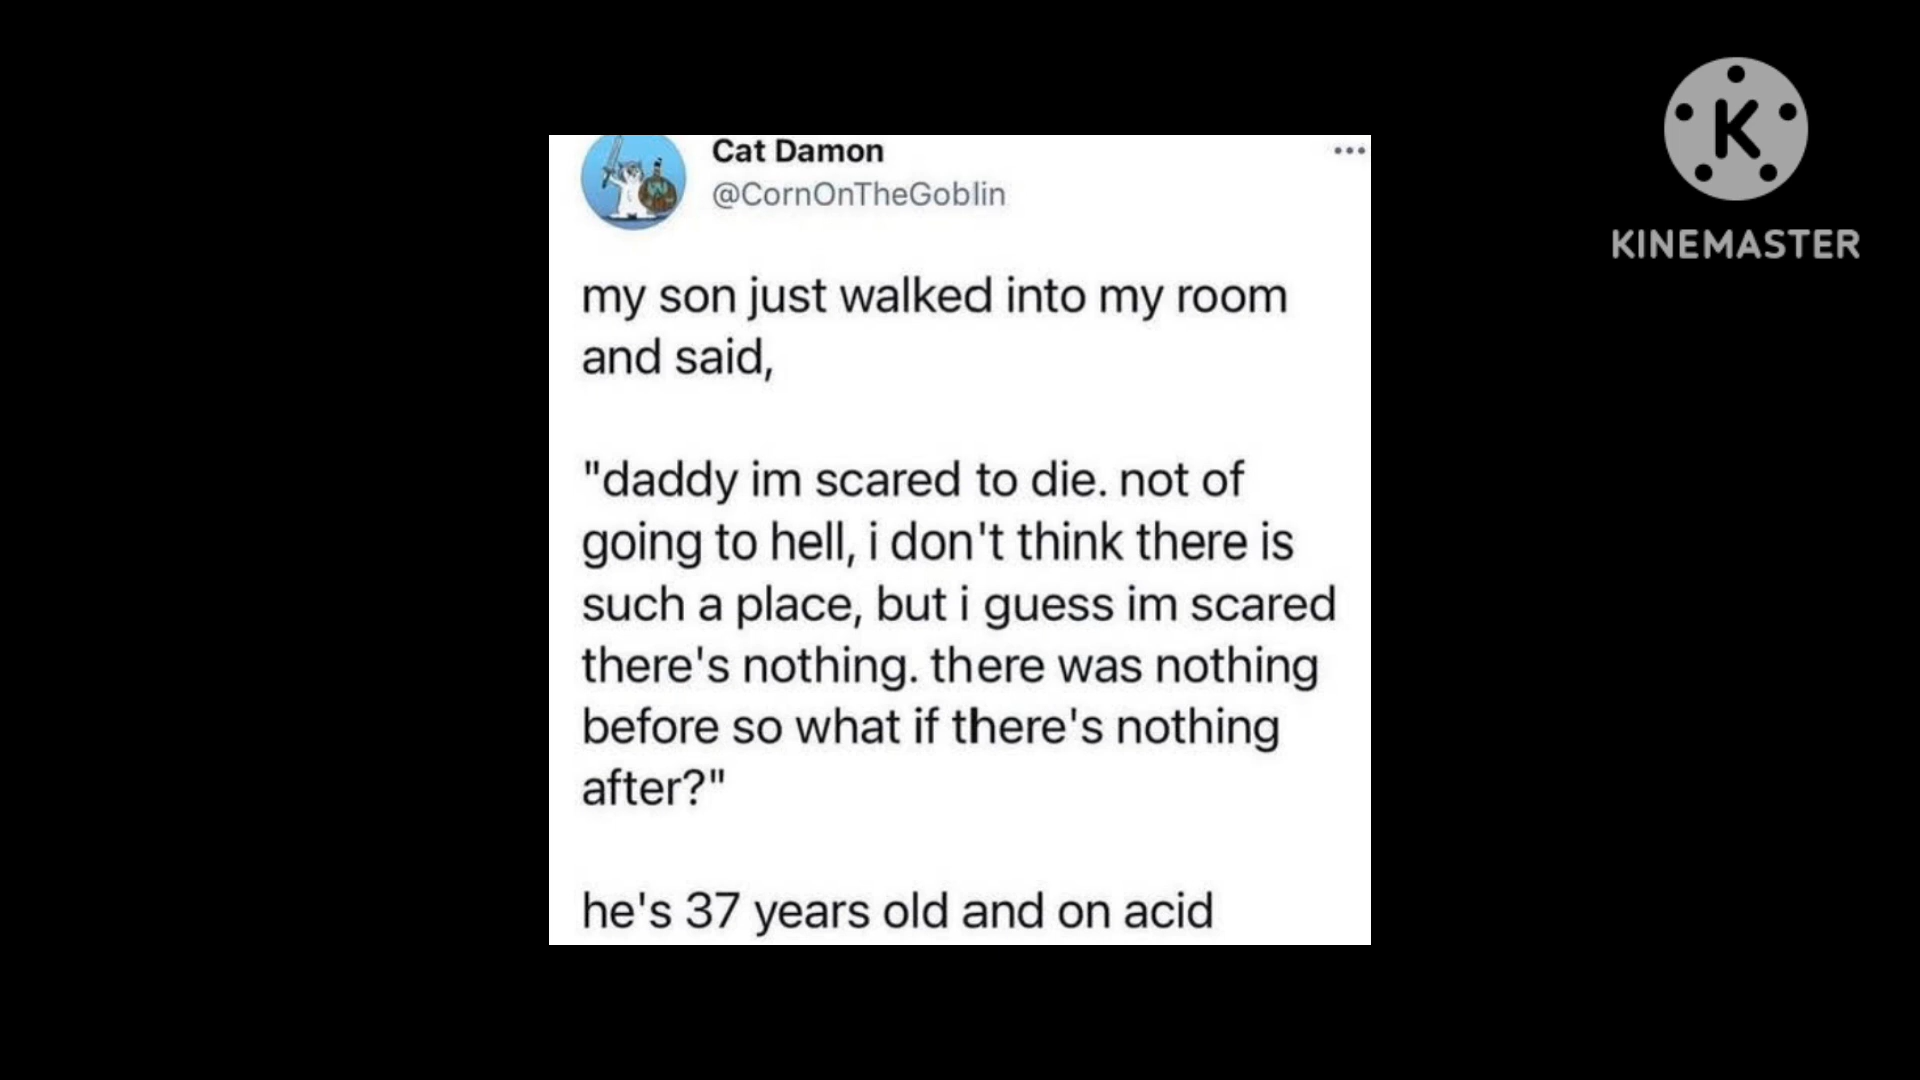 Cat Damon
@CornOnTheGoblin
K
KINEMASTER
my son just walked into my room
and said,
"daddy im scared to die. not of
going to hell, i don't think there is
such a place, but i guess im scared
there's nothing. there was nothing
before so what if there's nothing
after?"
he's 37 years old and on acid